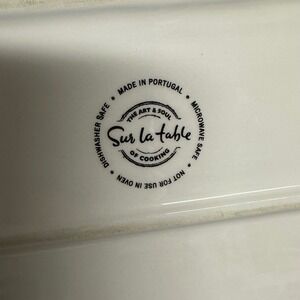 MADE IN PORTUGAL • MICROWAVE SAFE • NOT FOR USE IN OVEN • DISHWASHER SAFE •
THE ART & SOUL
Sur la table
OF COOKING